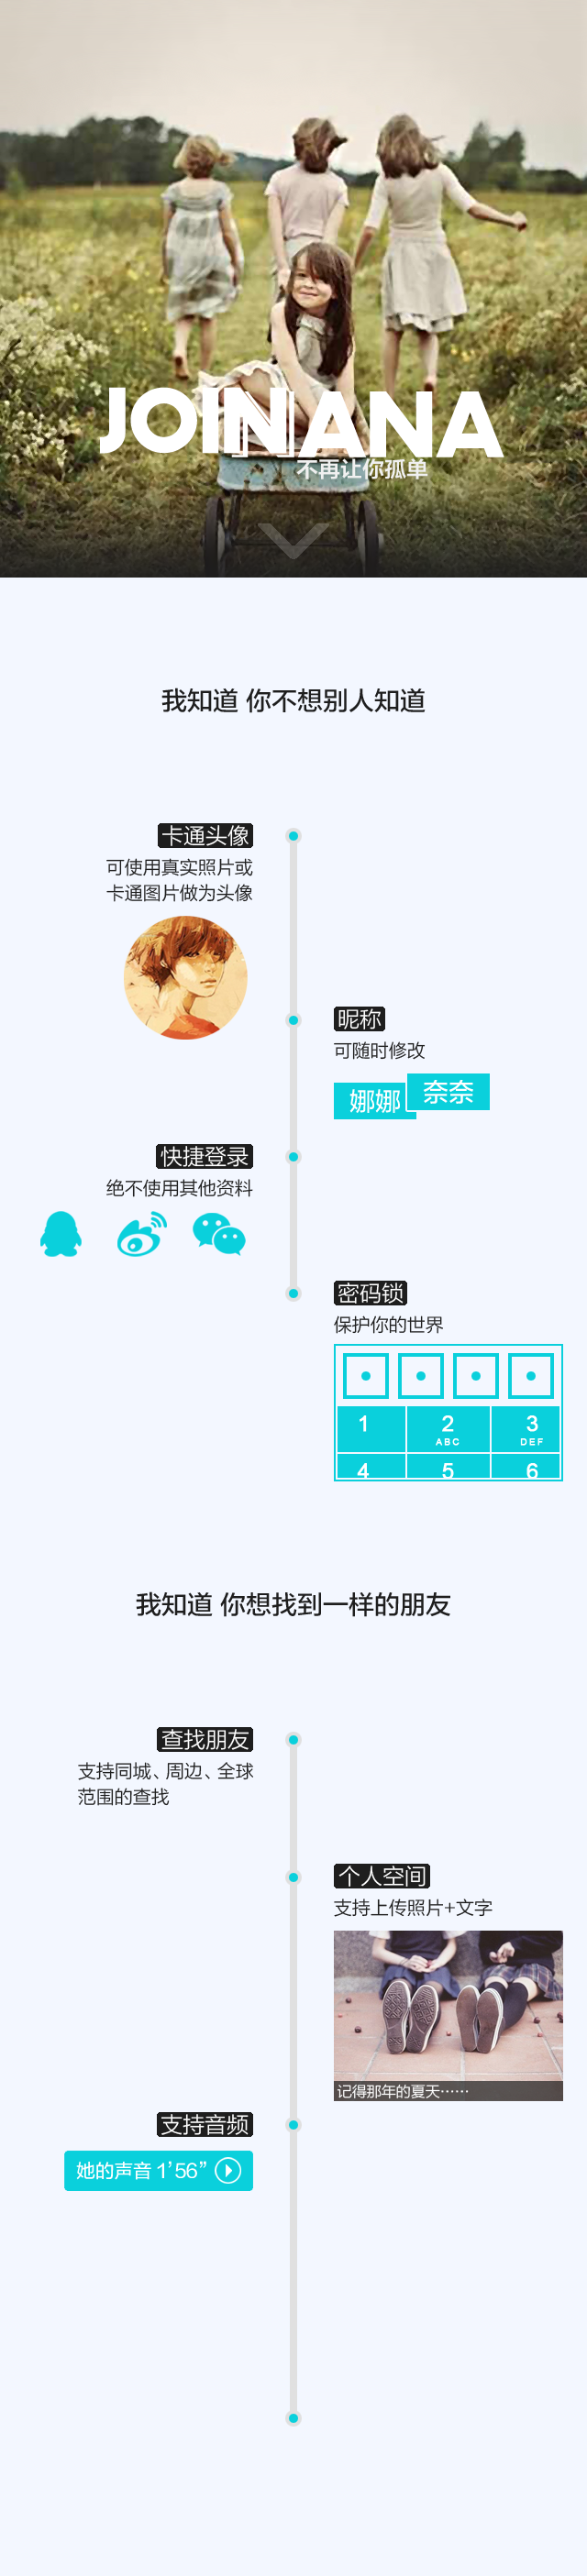 JOINANA
不再让你孤单
我知道 你不想别人知道
卡通头像
可使用真实照片或
卡通图片做为头像
昵称
可随时修改
娜娜
奈奈
快捷登录
绝不使用其他资料
密码锁
保护你的世界
1 2 3
ABC DEF
4 5 6
我知道 你想找到一样的朋友
查找朋友
支持同城、周边、全球
范围的查找
个人空间
支持上传照片+文字
记得那年的夏天……
支持音频
她的声音 1’56”